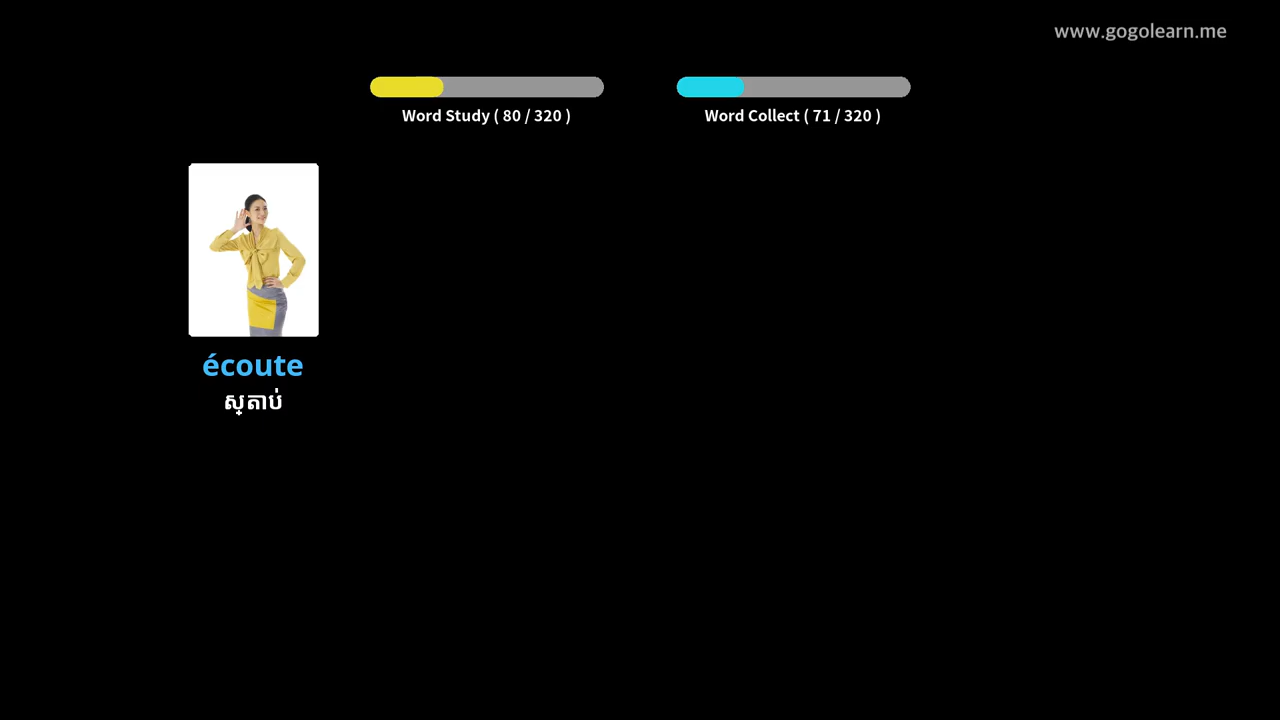 www.gogolearn.me
Word Study ( 80 / 320 )
Word Collect ( 71 / 320 )
écoute
ស្តាប់